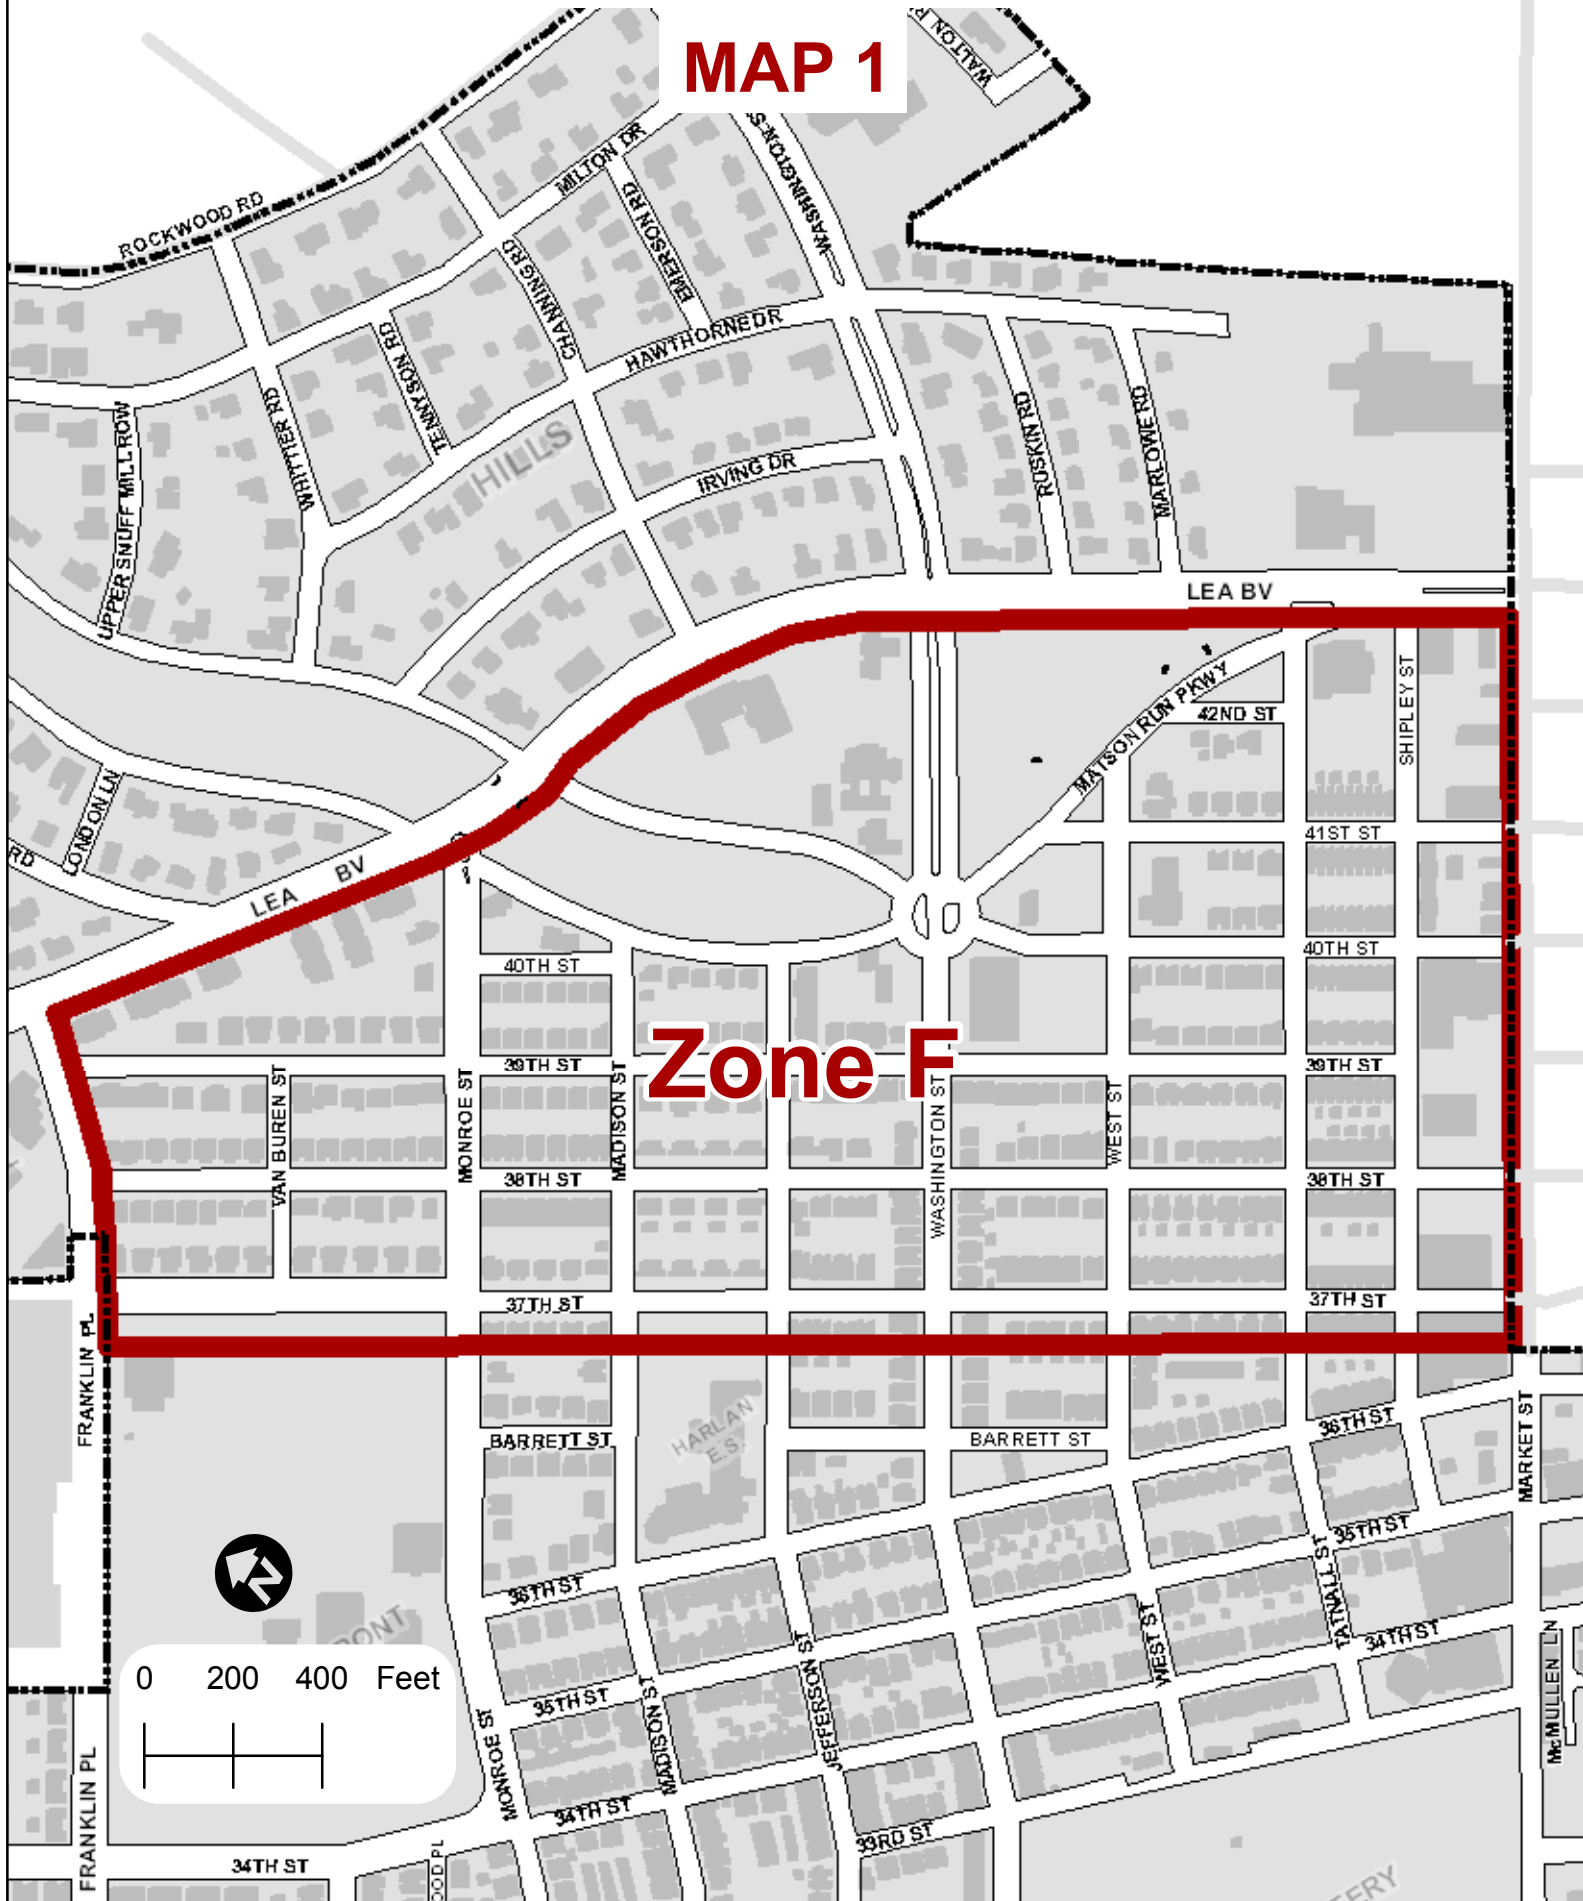 MAP 1
WALTON R
WASHINGTON S
MILTON DR
ROCKWOOD RD
EMERSON RD
CHANNING RD
HAWTHORNE DR
TENNYSON RD
WHITTIER RD
UPPER SNUFF MILL ROW
HILLS
IRVING DR
RUSKIN RD
MARLOWE RD
LEA BV
SHIPLEY ST
MATSON RUN PKWY
42ND ST
LONDON LN
RD
41ST ST
LEA BV
40TH ST
40TH ST
Zone F
39TH ST
39TH ST
VAN BUREN ST
MONROE ST
MADISON ST
WASHINGTON ST
WEST ST
38TH ST
38TH ST
37TH ST
37TH ST
FRANKLIN PL
HARLAN
E.S.
BARRETT ST
BARRETT ST
36TH ST
MARKET ST
35TH ST
N
36TH ST
TATNALL ST
WEST ST
34TH ST
RONT
JEFFERSON ST
McMULLEN LN
0 200 400 Feet
35TH ST
MADISON ST
MONROE ST
34TH ST
33RD ST
FRANKLIN PL
34TH ST
OOD PL
ERY